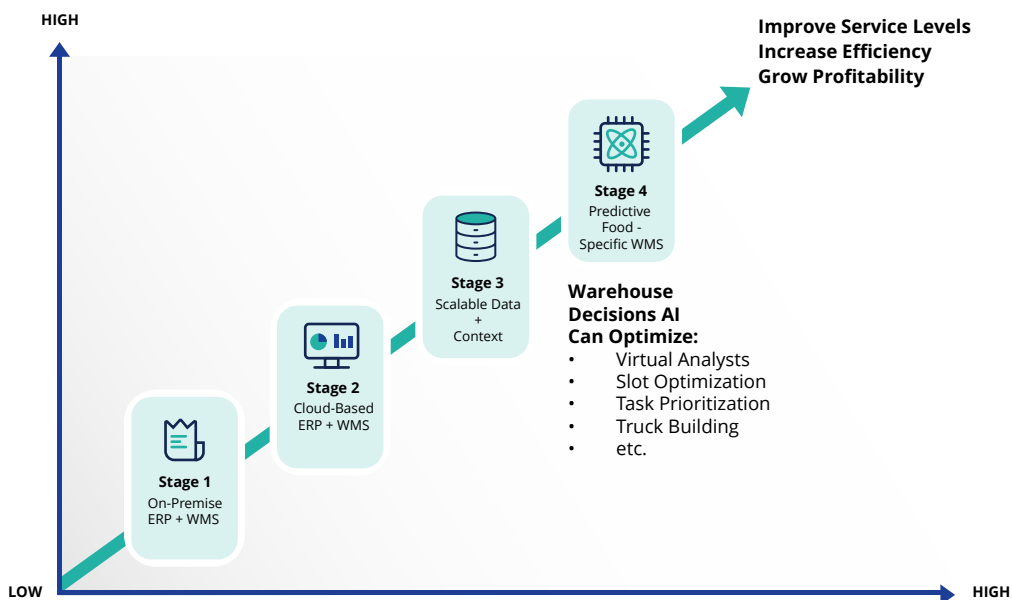 HIGH
Improve Service Levels
Increase Efficiency
Grow Profitability
Stage 4
Predictive
Food -
Specific WMS
Stage 3
Scalable Data
+
Context
Warehouse
Decisions AI
Can Optimize:
• Virtual Analysts
• Slot Optimization
• Task Prioritization
• Truck Building
• etc.
Stage 2
Cloud-Based
ERP + WMS
Stage 1
On-Premise
ERP + WMS
LOW
HIGH